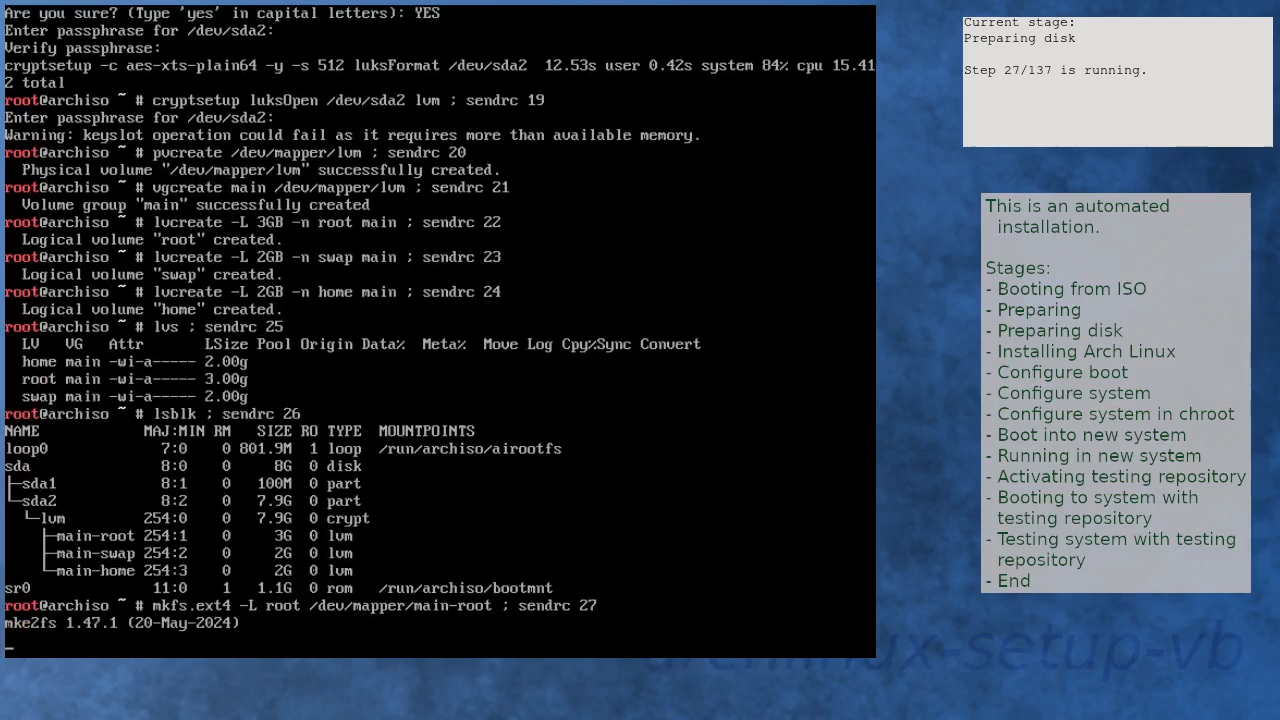 Are you sure? (Type 'yes' in capital letters): YES
Enter passphrase for /dev/sda2:
Verify passphrase:
cryptsetup -c aes-xts-plain64 -y -s 512 luksFormat /dev/sda2  12.53s user 0.42s system 84% cpu 15.41
2 total
root@archiso ~ # cryptsetup luksOpen /dev/sda2 lvm ; sendrc 19
Enter passphrase for /dev/sda2:
Warning: keyslot operation could fail as it requires more than available memory.
root@archiso ~ # pvcreate /dev/mapper/lvm ; sendrc 20
  Physical volume "/dev/mapper/lvm" successfully created.
root@archiso ~ # vgcreate main /dev/mapper/lvm ; sendrc 21
  Volume group "main" successfully created
root@archiso ~ # lvcreate -L 3GB -n root main ; sendrc 22
  Logical volume "root" created.
root@archiso ~ # lvcreate -L 2GB -n swap main ; sendrc 23
  Logical volume "swap" created.
root@archiso ~ # lvcreate -L 2GB -n home main ; sendrc 24
  Logical volume "home" created.
root@archiso ~ # lvs ; sendrc 25
  LV   VG   Attr       LSize Pool Origin Data%  Meta%  Move Log Cpy%Sync Convert
  home main -wi-a----- 2.00g
  root main -wi-a----- 3.00g
  swap main -wi-a----- 2.00g
root@archiso ~ # lsblk ; sendrc 26
NAME            MAJ:MIN RM   SIZE RO TYPE  MOUNTPOINTS
loop0             7:0    0 801.9M  1 loop  /run/archiso/airootfs
sda               8:0    0     8G  0 disk
├─sda1            8:1    0   100M  0 part
└─sda2            8:2    0   7.9G  0 part
  └─lvm         254:0    0   7.9G  0 crypt
    ├─main-root 254:1    0     3G  0 lvm
    ├─main-swap 254:2    0     2G  0 lvm
    └─main-home 254:3    0     2G  0 lvm
sr0              11:0    1   1.1G  0 rom   /run/archiso/bootmnt
root@archiso ~ # mkfs.ext4 -L root /dev/mapper/main-root ; sendrc 27
mke2fs 1.47.1 (20-May-2024)
Current stage:
Preparing disk
Step 27/137 is running.
This is an automated
installation.
Stages:
- Booting from ISO
- Preparing
- Preparing disk
- Installing Arch Linux
- Configure boot
- Configure system
- Configure system in chroot
- Boot into new system
- Running in new system
- Activating testing repository
- Booting to system with
testing repository
- Testing system with testing
repository
- End
archlinux-setup-vb